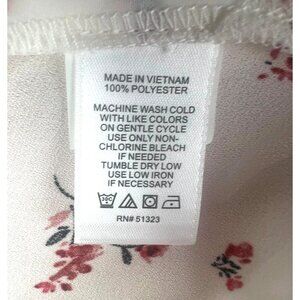 MADE IN VIETNAM
100% POLYESTER
MACHINE WASH COLD
WITH LIKE COLORS
ON GENTLE CYCLE
USE ONLY NON-
CHLORINE BLEACH
IF NEEDED
TUMBLE DRY LOW
USE LOW IRON
IF NECESSARY
RN# 51323